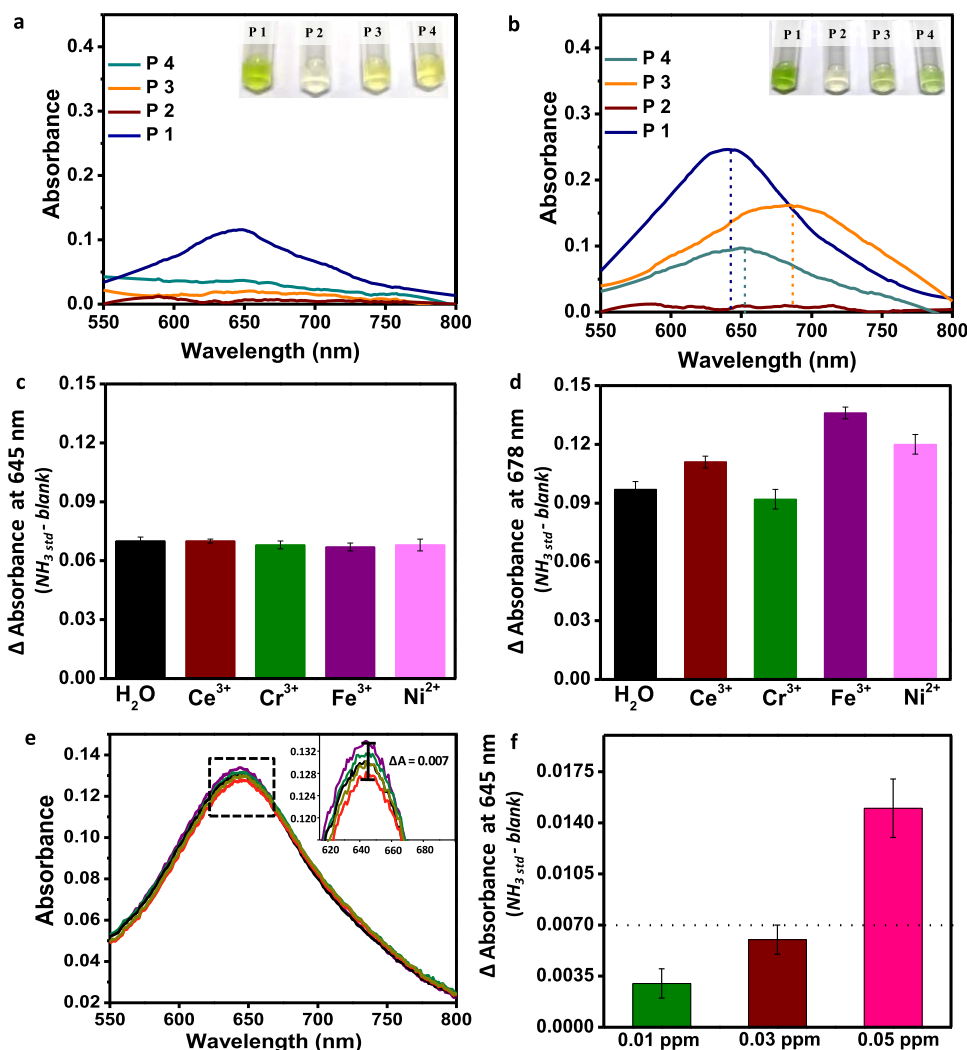 a
0.4
0.3
0.2
0.1
0.0
Absorbance
P 4
P 3
P 2
P 1
P 1 P 2 P 3 P 4
550 600 650 700 750 800
Wavelength (nm)
b
0.4
0.3
0.2
0.1
0.0
Absorbance
P 4
P 3
P 2
P 1
P 1 P 2 P 3 P 4
550 600 650 700 750 800
Wavelength (nm)
c
0.15
0.12
0.09
0.06
0.03
0.00
Δ Absorbance at 645 nm
(NH3 std - blank)
H2O Ce3+ Cr3+ Fe3+ Ni2+
d
0.15
0.12
0.09
0.06
0.03
0.00
Δ Absorbance at 678 nm
(NH3 std - blank)
H2O Ce3+ Cr3+ Fe3+ Ni2+
e
0.14
0.12
0.10
0.08
0.06
0.04
0.02
Absorbance
0.132
0.128
0.124
0.120
ΔA = 0.007
620 640 660 680
550 600 650 700 750 800
Wavelength (nm)
f
0.0175
0.0140
0.0105
0.0070
0.0035
0.0000
Δ Absorbance at 645 nm
(NH3 std - blank)
0.01 ppm 0.03 ppm 0.05 ppm